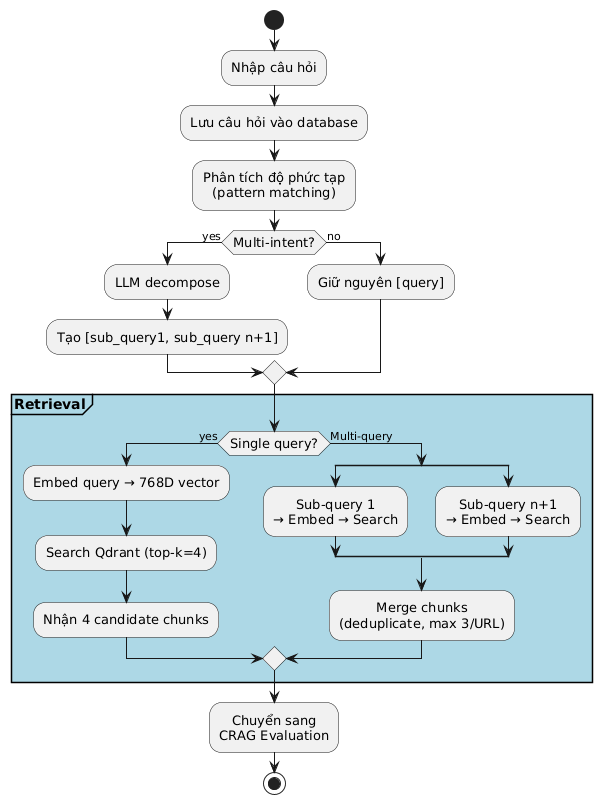 Nhập câu hỏi
Lưu câu hỏi vào database
Phân tích độ phức tạp
(pattern matching)
yes
Multi-intent?
no
LLM decompose
Giữ nguyên [query]
Tạo [sub_query1, sub_query n+1]
Retrieval
yes
Single query?
Multi-query
Embed query → 768D vector
Search Qdrant (top-k=4)
Nhận 4 candidate chunks
Sub-query 1
→ Embed → Search
Sub-query n+1
→ Embed → Search
Merge chunks
(deduplicate, max 3/URL)
Chuyển sang
CRAG Evaluation